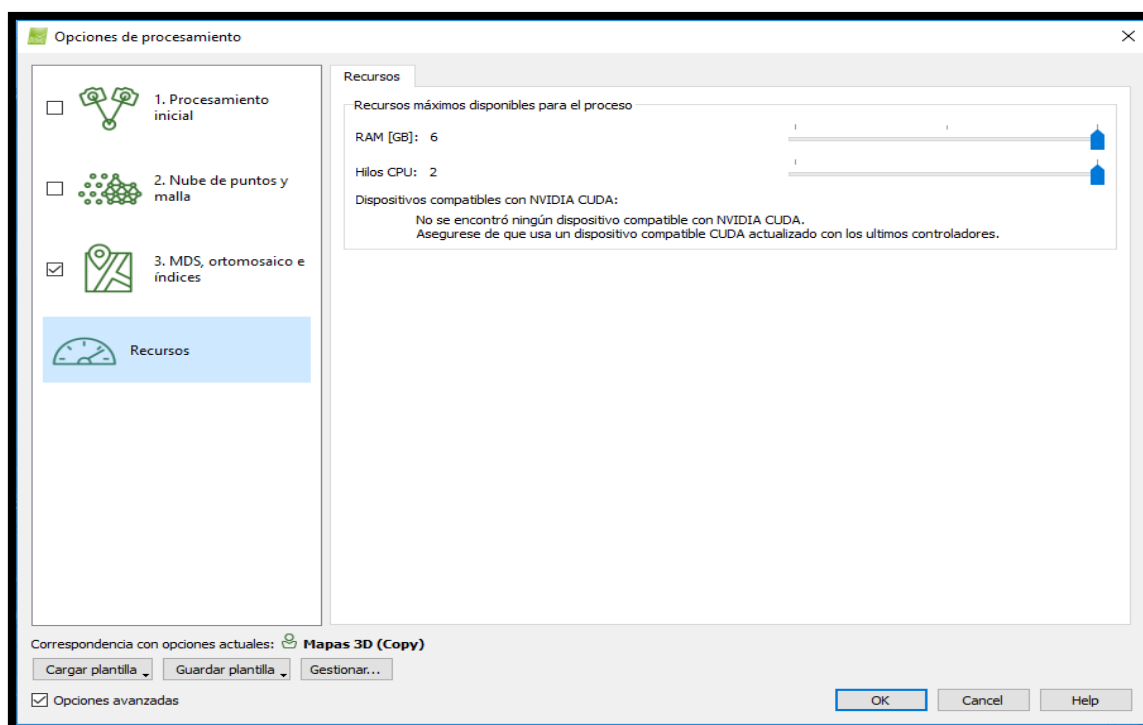 Opciones de procesamiento
1. Procesamiento
inicial
2. Nube de puntos y
malla
3. MDS, ortomosaico e
índices
Recursos
Recursos
Recursos máximos disponibles para el proceso
RAM [GB]: 6
Hilos CPU: 2
Dispositivos compatibles con NVIDIA CUDA:
No se encontró ningún dispositivo compatible con NVIDIA CUDA.
Asegurese de que usa un dispositivo compatible CUDA actualizado con los ultimos controladores.
Correspondencia con opciones actuales: Mapas 3D (Copy)
Cargar plantilla Guardar plantilla Gestionar...
Opciones avanzadas
OK Cancel Help